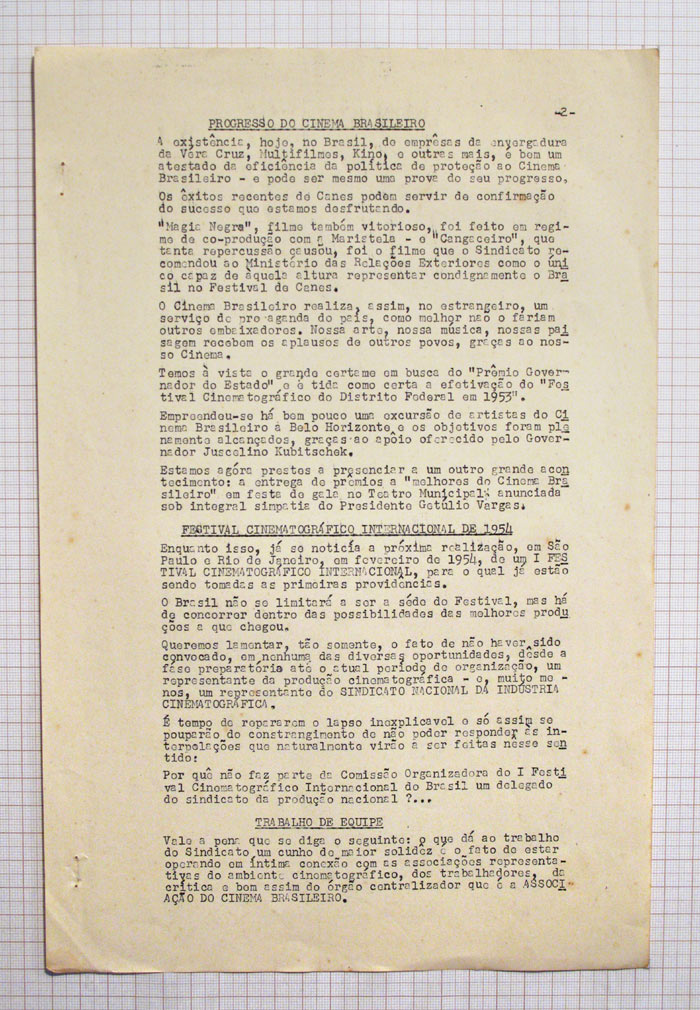 -2-
PROGRESSO DO CINEMA BRASILEIRO
A existência, hoje, no Brasil, de emprêsas da envergadura
da Vera Cruz, Multifilmes, Kino, e outras mais, e bem um
atestado da eficiência da política de proteção ao Cinema
Brasileiro - e pode ser mesmo uma prova do seu progresso,
Os êxitos recentes de Canes podem servir de confirmação
do sucesso que estamos desfrutando.
"Magia Negra", filme também vitorioso, foi feito em regi-
me de co-produção com a Maristela - e "Cangaceiro", que
tanta repercussão causou, foi o filme que o Sindicato re-
comendou ao Ministério das Relações Exteriores como o úni
co capaz de àquela altura representar condignamente o Bra
sil no Festival de Canes.
O Cinema Brasileiro realiza, assim, no estrangeiro, um
serviço de propaganda do país, como melhor não o fariam
outros embaixadores. Nossa arte, nossa música, nossas pai
sagem recebem os aplausos de outros povos, graças ao nos-
so Cinema.
Temos à vista o grande certame em busca do "Prêmio Gover-
nador do Estado" e é tida como certa a efetivação do "Fes
tival Cinematográfico do Distrito Federal em 1953".
Empreendeu-se há bem pouco uma excursão de artistas do Ci
nema Brasileiro à Belo Horizonte e os objetivos foram ple
namente alcançados, graças ao apôio oferecido pelo Gover-
nador Juscelino Kubitschek.
Estamos agóra prestes a presenciar a um outro grande acon
tecimento: a entrega de prêmios a "melhores do Cinema Bra
sileiro" em festa de gala no Teatro Municipal, anunciada
sob integral simpatia do Presidente Getúlio Vargas.
FESTIVAL CINEMATOGRÁFICO INTERNACIONAL DE 1954
Enquanto isso, já se noticía a próxima realização, em São
Paulo e Rio de Janeiro, em fevereiro de 1954, de um I FES
TIVAL CINEMATOGRÁFICO INTERNACIONAL, para o qual já estão
sendo tomadas as primeiras providências.
O Brasil não se limitará a ser a séde do Festival, mas há
de concorrer dentro das possibilidades das melhores produ
ções a que chegou.
Queremos lamentar, tão somente, o fato de não haver sido
convocado, em nenhuma das diversas oportunidades, dêsde a
fase preparatória até o atual período de organização, um
representante da produção cinematográfica - e, muito me -
nos, um representante do SINDICATO NACIONAL DA INDÚSTRIA
CINEMATOGRÁFICA.
É tempo de repararem o lapso inexplicavel e só assim se
pouparão do constrangimento de não poder responder ás in-
terpelações que naturalmente virão a ser feitas nesse sen
tido:
Por quê não faz parte da Comissão Organizadora do I Festi
val Cinematográfico Internacional do Brasil um delegado
do sindicato da produção nacional ?...
TRABALHO DE EQUIPE
Vale a pena que se diga o seguinte: o que dá ao trabalho
do Sindicato um cunho de maior solidez é o fato de estar
operando em íntima conexão com as associações representa-
tivas do ambiente cinematográfico, dos trabalhadores, da
crítica e bem assim do órgão centralizador que é a ASSOCI-
AÇÃO DO CINEMA BRASILEIRO.